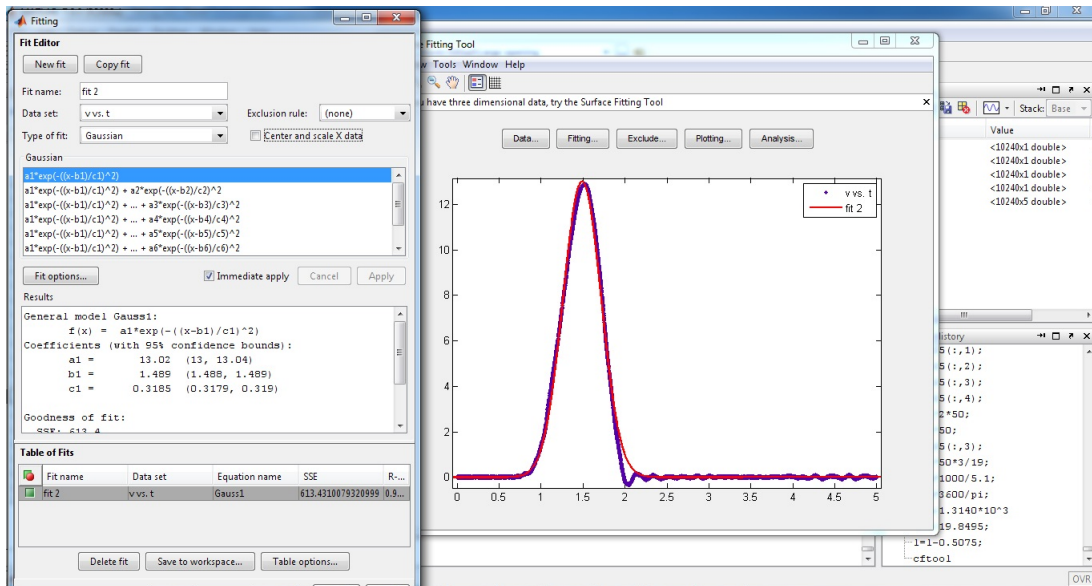 Fitting
Fit Editor
New fit
Copy fit
Fit name:
fit 2
Data set:
v vs. t
Exclusion rule:
(none)
Type of fit:
Gaussian
Center and scale X data
Gaussian
a1*exp(-((x-b1)/c1)^2)
a1*exp(-((x-b1)/c1)^2) + a2*exp(-((x-b2)/c2)^2
a1*exp(-((x-b1)/c1)^2) + ... + a3*exp(-((x-b3)/c3)^2
a1*exp(-((x-b1)/c1)^2) + ... + a4*exp(-((x-b4)/c4)^2
a1*exp(-((x-b1)/c1)^2) + ... + a5*exp(-((x-b5)/c5)^2
a1*exp(-((x-b1)/c1)^2) + ... + a6*exp(-((x-b6)/c6)^2
Fit options...
Immediate apply
Cancel
Apply
Results
General model Gauss1:
f(x) = a1*exp(-((x-b1)/c1)^2)
Coefficients (with 95% confidence bounds):
a1 = 13.02 (13, 13.04)
b1 = 1.489 (1.488, 1.489)
c1 = 0.3185 (0.3179, 0.319)
Goodness of fit:
SSE: 613.4
Table of Fits
Fit name Data set Equation name SSE R-...
fit 2 v vs. t Gauss1 613.4310079320999 0.9...
Delete fit
Save to workspace...
Table options...
e Fitting Tool
w Tools Window Help
u have three dimensional data, try the Surface Fitting Tool
Data...
Fitting...
Exclude...
Plotting...
Analysis...
v vs. t
fit 2
12
10
8
6
4
2
0
0 0.5 1 1.5 2 2.5 3 3.5 4 4.5 5
Stack: Base
Value
<10240x1 double>
<10240x1 double>
<10240x1 double>
<10240x1 double>
<10240x5 double>
istory
5(:,1);
5(:,2);
5(:,3);
5(:,4);
2*50;
50;
5(:,3);
50*3/19;
1000/5.1;
3600/pi;
1.3140*10^3
19.8495;
l=l-0.5075;
cftool
OVR